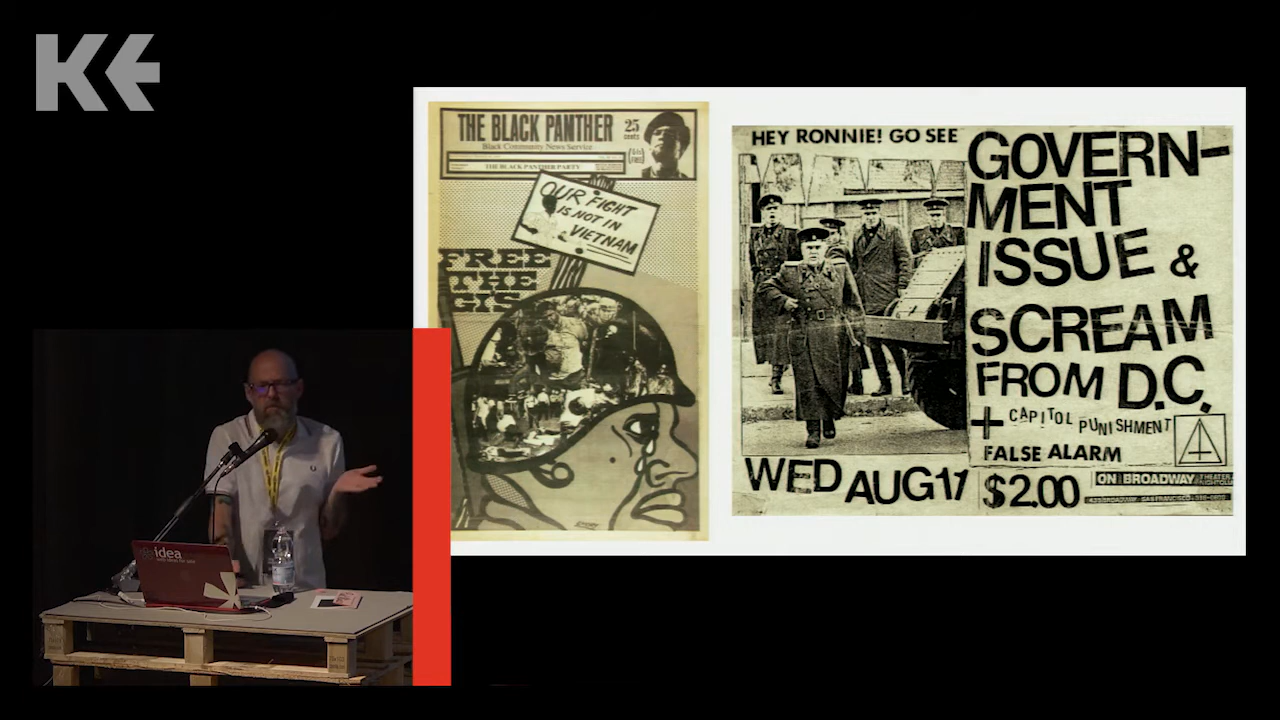 KE
THE BLACK PANTHER
25
cents
Black Community News Service
THE BLACK PANTHER PARTY
OUR FIGHT
IS NOT IN
VIETNAM
FREE
THE
GIS
HEY RONNIE! GO SEE
GOVERN-
MENT
ISSUE &
SCREAM
FROM D.C.
+ CAPITOL PUNISHMENT
FALSE ALARM
WED AUG 11
$2.00
ON BROADWAY
idea